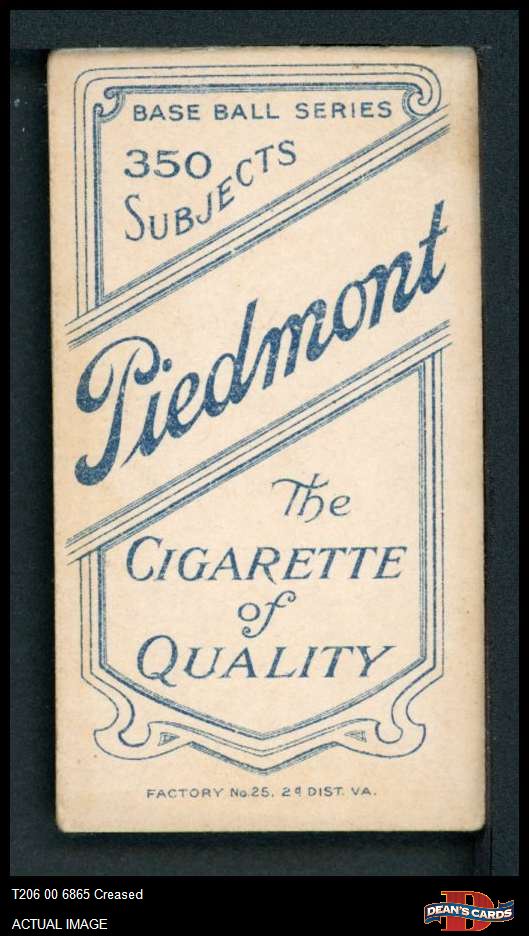 BASE BALL SERIES
350
SUBJECTS
Piedmont
The
CIGARETTE
of
QUALITY
FACTORY No. 25. 2d DIST. VA.
T206 00 6865 Creased
ACTUAL IMAGE
D
DEAN'S CARDS